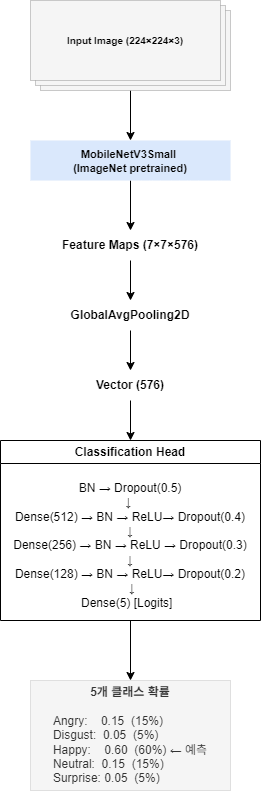 Input Image (224×224×3)
MobileNetV3Small
(ImageNet pretrained)
Feature Maps (7×7×576)
GlobalAvgPooling2D
Vector (576)
Classification Head
BN → Dropout(0.5)
↓
Dense(512) → BN → ReLU→ Dropout(0.4)
↓
Dense(256) → BN → ReLU → Dropout(0.3)
↓
Dense(128) → BN → ReLU→ Dropout(0.2)
↓
Dense(5) [Logits]
5개 클래스 확률
Angry: 0.15 (15%)
Disgust: 0.05 (5%)
Happy: 0.60 (60%) ← 예측
Neutral: 0.15 (15%)
Surprise: 0.05 (5%)